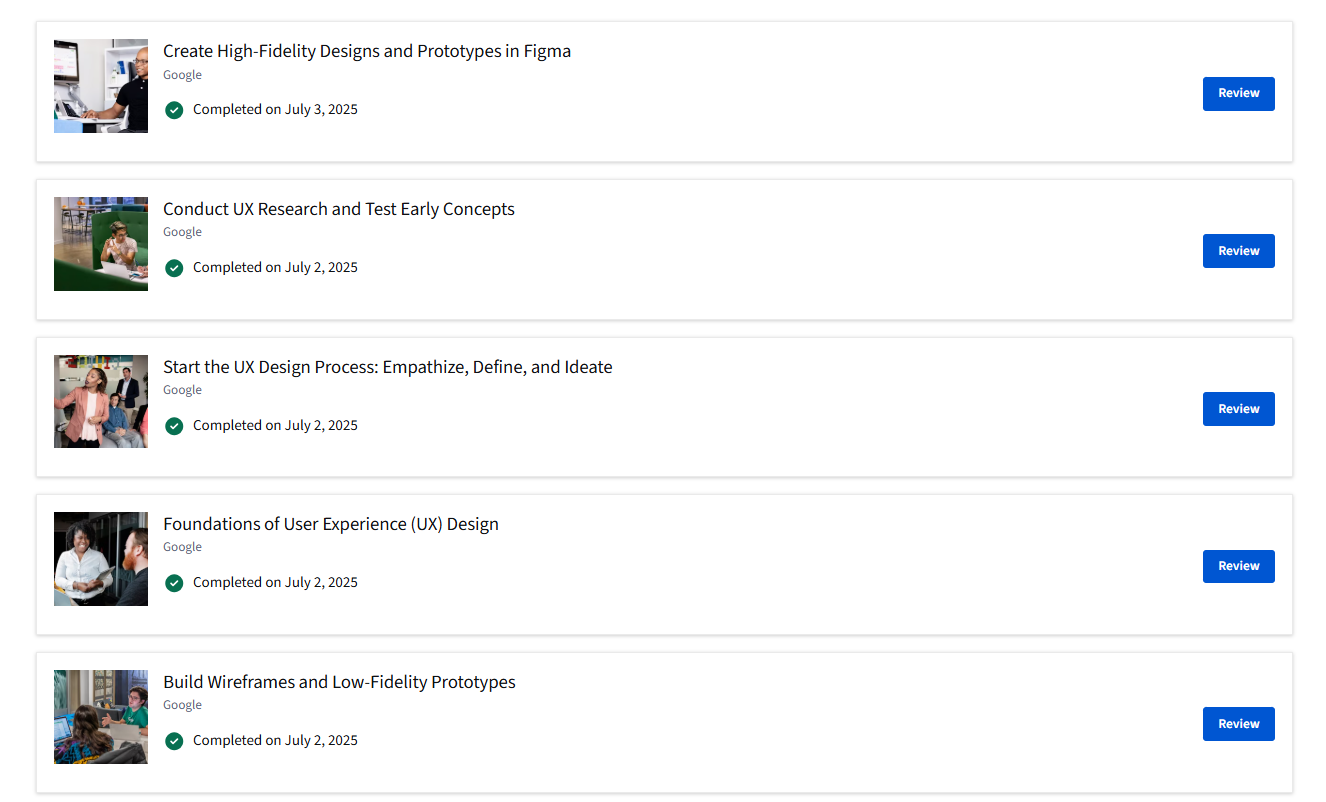 Create High-Fidelity Designs and Prototypes in Figma
Google
Completed on July 3, 2025
Review
Conduct UX Research and Test Early Concepts
Google
Completed on July 2, 2025
Review
Start the UX Design Process: Empathize, Define, and Ideate
Google
Completed on July 2, 2025
Review
Foundations of User Experience (UX) Design
Google
Completed on July 2, 2025
Review
Build Wireframes and Low-Fidelity Prototypes
Google
Completed on July 2, 2025
Review